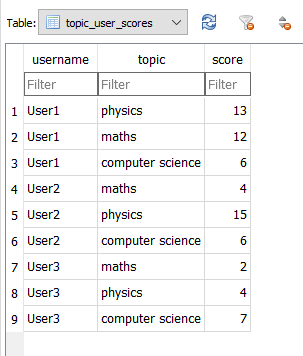 Table: topic_user_scores
username topic score
Filter Filter Filter
1 User1 physics 13
2 User1 maths 12
3 User1 computer science 6
4 User2 maths 4
5 User2 physics 15
6 User2 computer science 6
7 User3 maths 2
8 User3 physics 4
9 User3 computer science 7